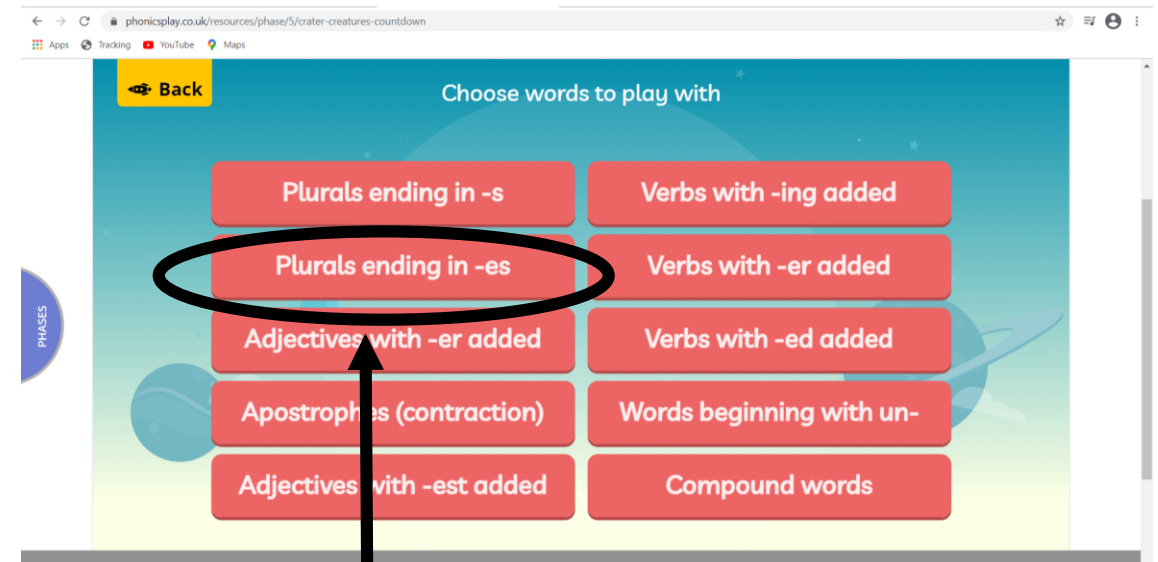 phonicsplay.co.uk/resources/phase/5/crater-creatures-countdown
Apps Tracking YouTube Maps
Back
Choose words to play with
Plurals ending in -s
Verbs with -ing added
Plurals ending in -es
Verbs with -er added
PHASES
Adjectives with -er added
Verbs with -ed added
Apostrophes (contraction)
Words beginning with un-
Adjectives with -est added
Compound words